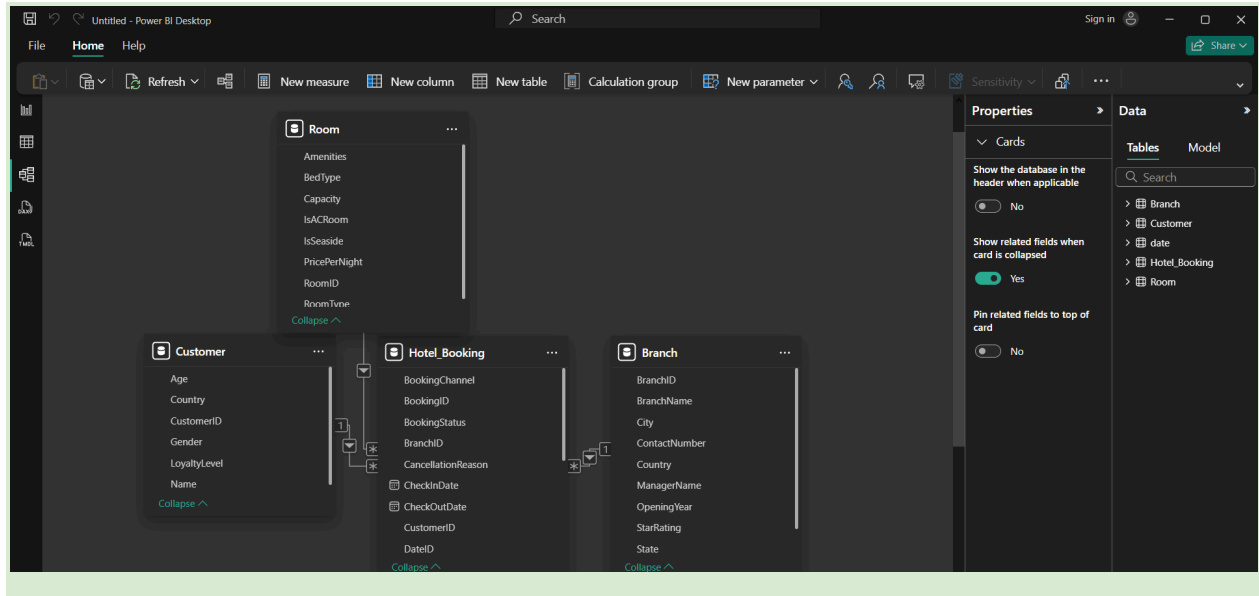 Untitled - Power BI Desktop
Search
Sign in
File
Home
Help
Share
Refresh
New measure
New column
New table
Calculation group
New parameter
Sensitivity
DAX
TMDL
Room
Amenities
BedType
Capacity
IsACRoom
IsSeaside
PricePerNight
RoomID
RoomType
Collapse
Customer
Age
Country
CustomerID
Gender
LoyaltyLevel
Name
Collapse
1
*
*
Hotel_Booking
BookingChannel
BookingID
BookingStatus
BranchID
CancellationReason
CheckInDate
CheckOutDate
CustomerID
DateID
Collapse
*
1
Branch
BranchID
BranchName
City
ContactNumber
Country
ManagerName
OpeningYear
StarRating
State
Collapse
Properties
Cards
Show the database in the
header when applicable
No
Show related fields when
card is collapsed
Yes
Pin related fields to top of
card
No
Data
Tables
Model
Search
Branch
Customer
date
Hotel_Booking
Room